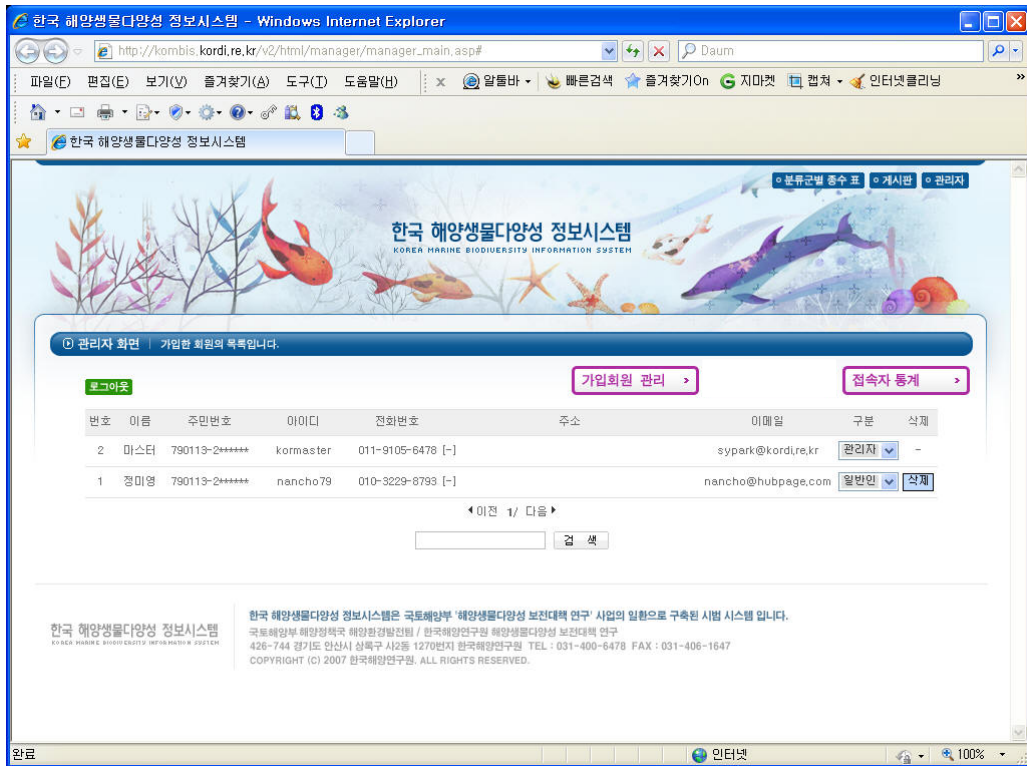 한국 해양생물다양성 정보시스템 - Windows Internet Explorer
http://kombis.kordi.re.kr/v2/html/manager/manager_main.asp#
Daum
파일(F) 편집(E) 보기(V) 즐겨찾기(A) 도구(T) 도움말(H) x 알툴바 빠른검색 즐겨찾기On 지마켓 캡쳐 인터넷클리닝 »
한국 해양생물다양성 정보시스템
분류군별 종수 표 게시판 관리자
한국 해양생물다양성 정보시스템
KOREA MARINE BIODIVERSITY INFORMATION SYSTEM
관리자 화면 | 가입한 회원의 목록입니다.
로그아웃 가입회원 관리 › 접속자 통계 ›
번호 이름 주민번호 아이디 전화번호 주소 이메일 구분 삭제
2 마스터 790113-2****** kormaster 011-9105-6478 [-] sypark@kordi.re.kr 관리자 -
1 정미영 790113-2****** nancho79 010-3229-8793 [-] nancho@hubpage.com 일반인 삭제
이전 1/ 다음
검 색
한국 해양생물다양성 정보시스템
KOREA MARINE BIODIVERSITY INFORMATION SYSTEM
한국 해양생물다양성 정보시스템은 국토해양부 '해양생물다양성 보전대책 연구' 사업의 일환으로 구축된 시범 시스템 입니다.
국토해양부 해양정책국 해양환경발전팀 / 한국해양연구원 해양생물다양성 보전대책 연구
426-744 경기도 안산시 상록구 사2동 1270번지 한국해양연구원 TEL : 031-400-6478 FAX : 031-406-1647
COPYRIGHT (C) 2007 한국해양연구원. ALL RIGHTS RESERVED.
완료 인터넷 100%